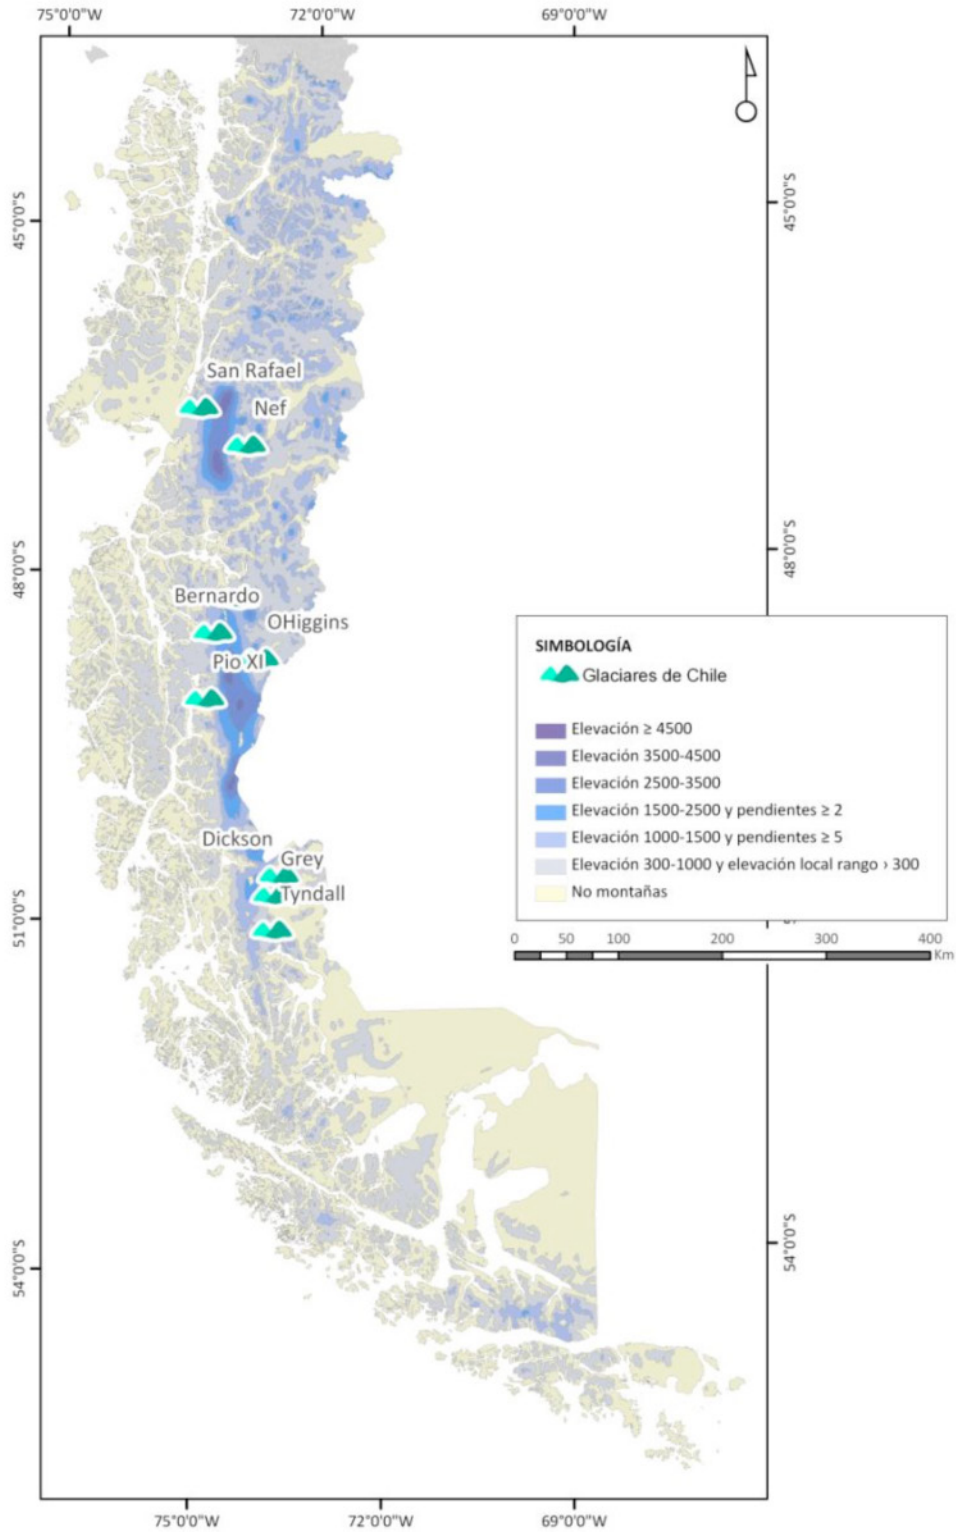 75°0'0"W 72°0'0"W 69°0'0"W
45°0'0"S
45°0'0"S
San Rafael
Nef
48°0'0"S
48°0'0"S
Bernardo
OHiggins
Pio XI
SIMBOLOGÍA
Glaciares de Chile
Elevación ≥ 4500
Elevación 3500-4500
Elevación 2500-3500
Elevación 1500-2500 y pendientes ≥ 2
Elevación 1000-1500 y pendientes ≥ 5
Elevación 300-1000 y elevación local rango › 300
No montañas
Dickson
Grey
Tyndall
51°0'0"S
0 50 100 200 300 400
Km
54°0'0"S
54°0'0"S
75°0'0"W 72°0'0"W 69°0'0"W